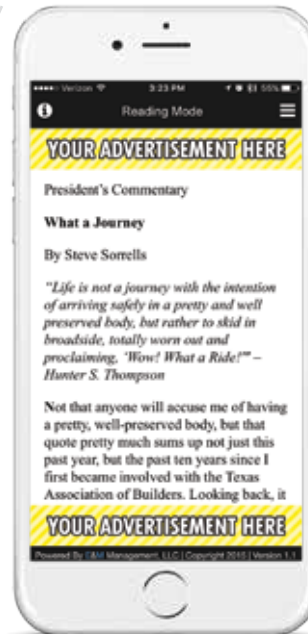 Verizon 3:23 PM 55%
Reading Mode
YOUR ADVERTISEMENT HERE
President's Commentary
What a Journey
By Steve Sorrells
"Life is not a journey with the intention
of arriving safely in a pretty and well
preserved body, but rather to skid in
broadside, totally worn out and
proclaiming, 'Wow! What a Ride!'" –
Hunter S. Thompson
Not that anyone will accuse me of having
a pretty, well-preserved body, but that
quote pretty much sums up not just this
past year, but the past ten years since I
first became involved with the Texas
Association of Builders. Looking back, it
YOUR ADVERTISEMENT HERE
Powered By E&M Management, LLC | Copyright 2015 | Version 1.1